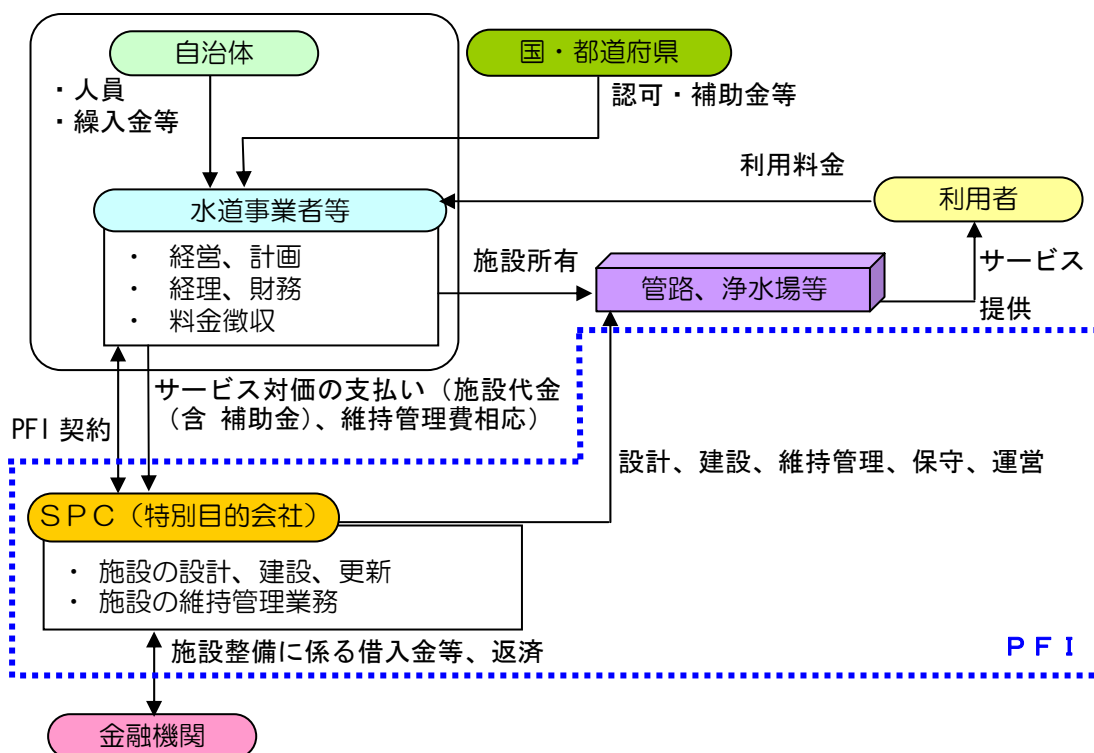 自治体
国・都道府県
・人員
・繰入金等
認可・補助金等
利用料金
水道事業者等
利用者
・ 経営、計画
・ 経理、財務
・ 料金徴収
施設所有
管路、浄水場等
サービス
提供
サービス対価の支払い（施設代金
（含 補助金）、維持管理費相応）
PFI 契約
設計、建設、維持管理、保守、運営
ＳＰＣ（特別目的会社）
・ 施設の設計、建設、更新
・ 施設の維持管理業務
施設整備に係る借入金等、返済
ＰＦＩ
金融機関